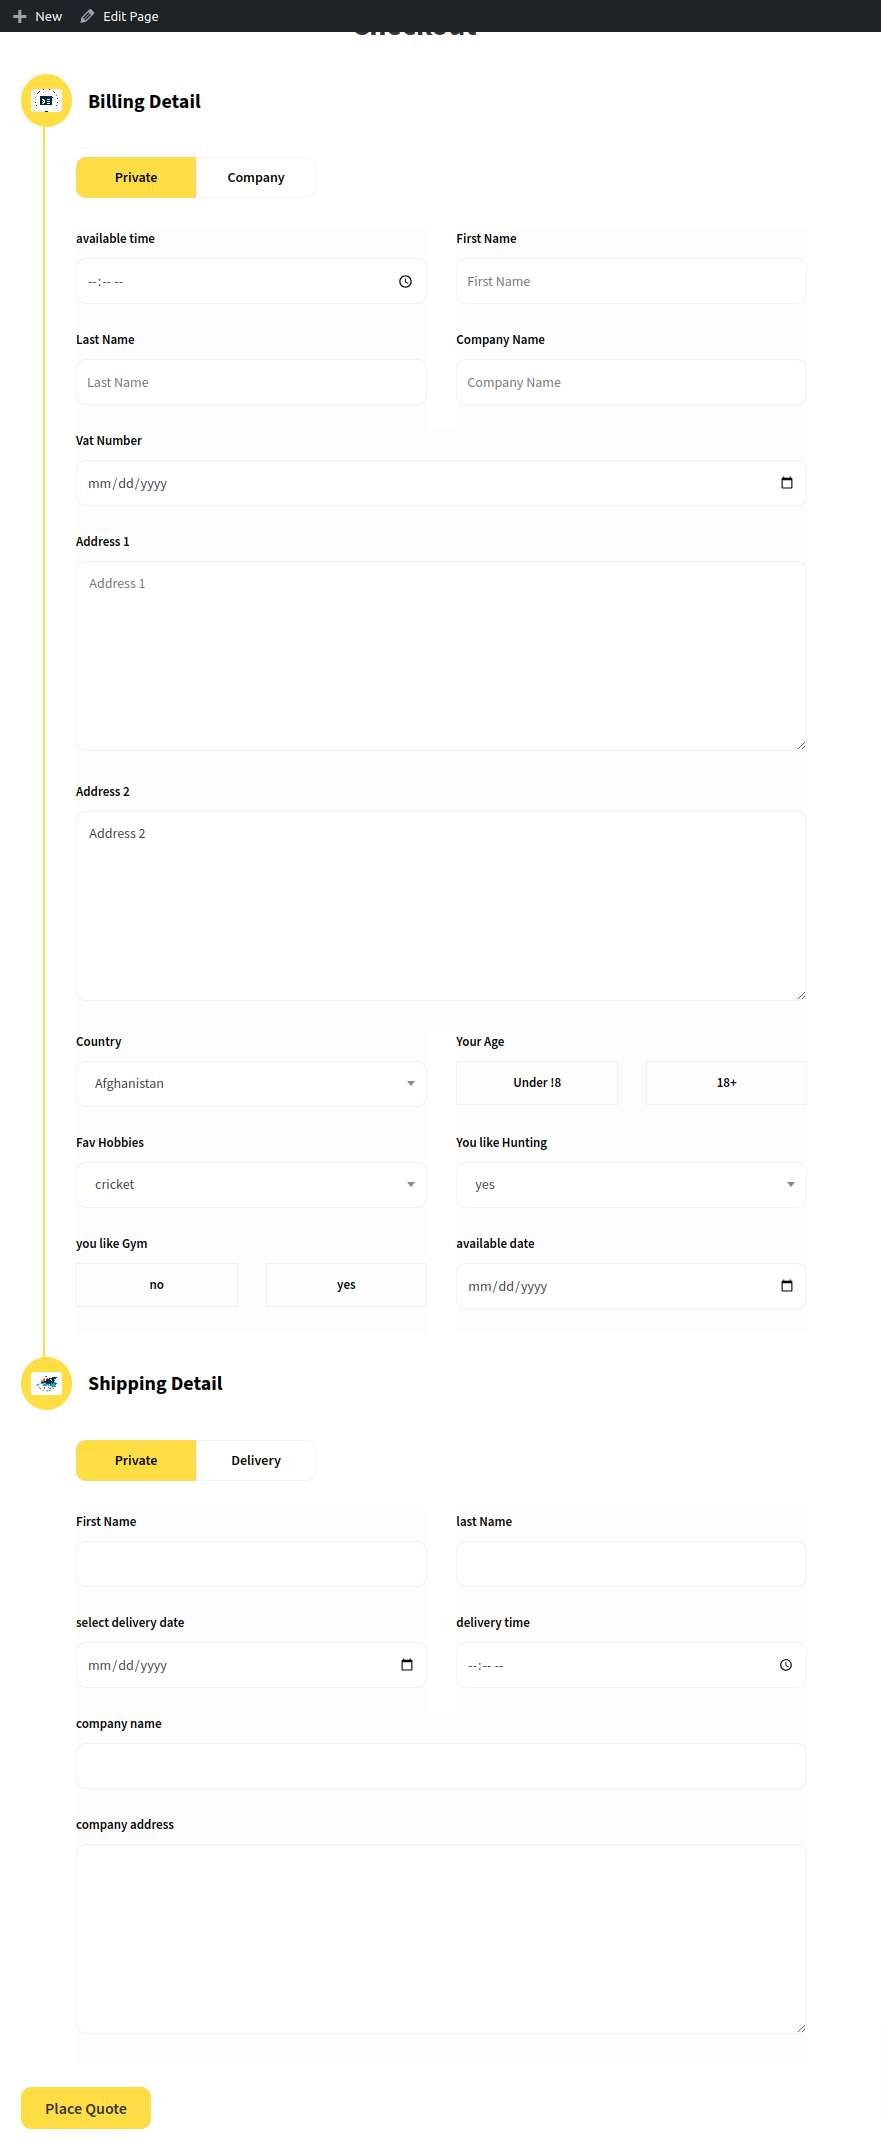 New Edit Page
Checkout
Billing Detail
Private Company
available time First Name
--:-- -- First Name
Last Name Company Name
Last Name Company Name
Vat Number
mm/dd/yyyy
Address 1
Address 1
Address 2
Address 2
Country Your Age
Afghanistan Under !8 18+
Fav Hobbies You like Hunting
cricket yes
you like Gym available date
no yes mm/dd/yyyy
Shipping Detail
Private Delivery
First Name last Name
select delivery date delivery time
mm/dd/yyyy --:-- --
company name
company address
Place Quote